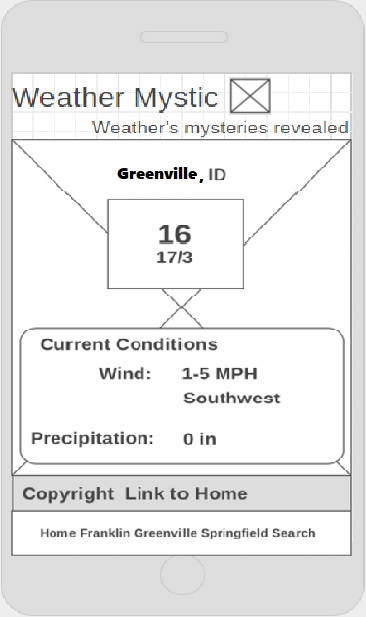 Weather Mystic
Weather's mysteries revealed
Greenville, ID
16
17/3
Current Conditions
Wind: 1-5 MPH
Southwest
Precipitation: 0 in
Copyright Link to Home
Home Franklin Greenville Springfield Search